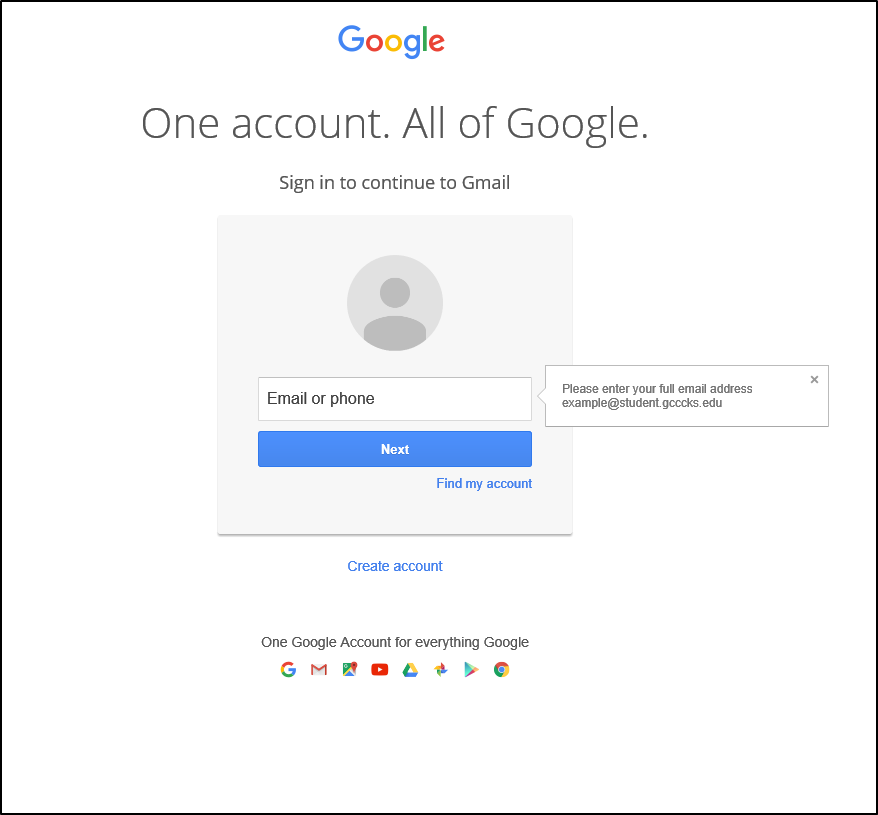 Google
One account. All of Google.
Sign in to continue to Gmail
Email or phone
Please enter your full email address
example@student.gcccks.edu
Next
Find my account
Create account
One Google Account for everything Google